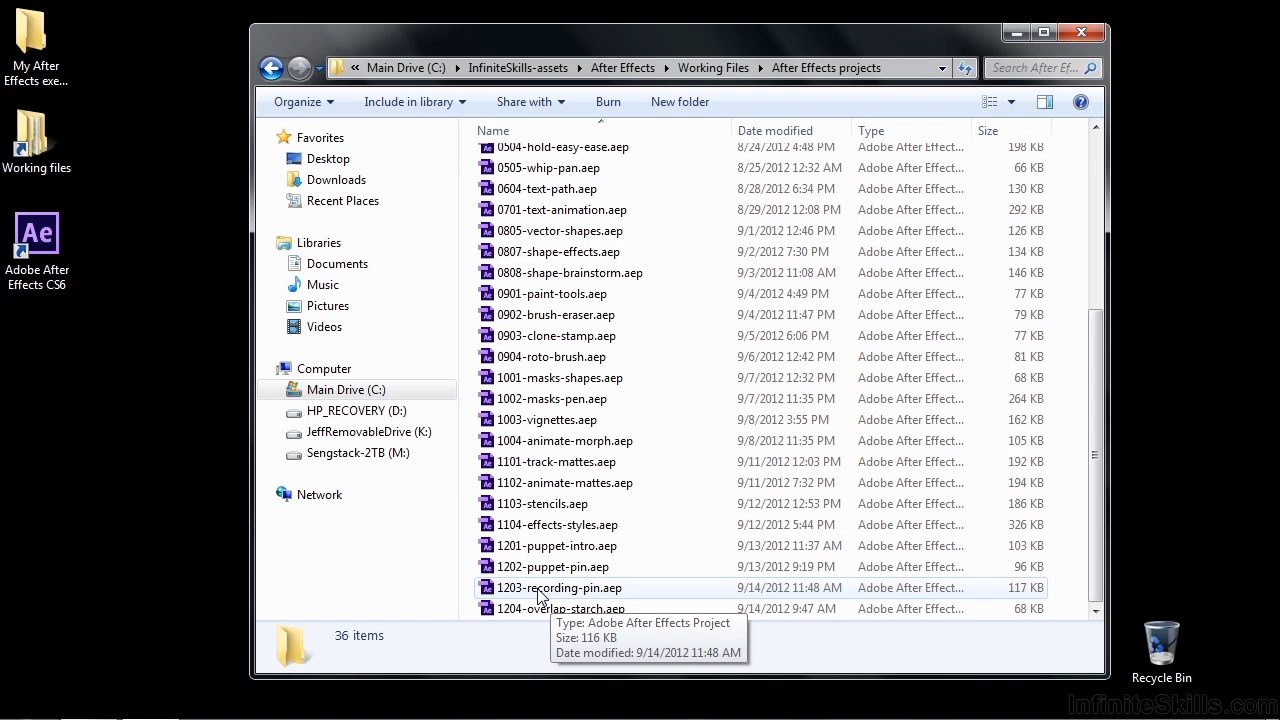 My After
Effects exe...
Working files
Ae
Adobe After
Effects CS6
« Main Drive (C:) InfiniteSkills-assets After Effects Working Files After Effects projects
Search After Ef...
Organize Include in library Share with Burn New folder
Favorites
Desktop
Downloads
Recent Places
Libraries
Documents
Music
Pictures
Videos
Computer
Main Drive (C:)
HP_RECOVERY (D:)
JeffRemovableDrive (K:)
Sengstack-2TB (M:)
Network
Name Date modified Type Size
0504-hold-easy-ease.aep 8/24/2012 4:48 PM Adobe After Effect... 198 KB
0505-whip-pan.aep 8/25/2012 12:32 AM Adobe After Effect... 66 KB
0604-text-path.aep 8/28/2012 6:34 PM Adobe After Effect... 130 KB
0701-text-animation.aep 8/29/2012 12:08 PM Adobe After Effect... 292 KB
0805-vector-shapes.aep 9/1/2012 12:46 PM Adobe After Effect... 126 KB
0807-shape-effects.aep 9/2/2012 7:30 PM Adobe After Effect... 134 KB
0808-shape-brainstorm.aep 9/3/2012 11:08 AM Adobe After Effect... 146 KB
0901-paint-tools.aep 9/4/2012 4:49 PM Adobe After Effect... 77 KB
0902-brush-eraser.aep 9/4/2012 11:47 PM Adobe After Effect... 79 KB
0903-clone-stamp.aep 9/5/2012 6:06 PM Adobe After Effect... 77 KB
0904-roto-brush.aep 9/6/2012 12:42 PM Adobe After Effect... 81 KB
1001-masks-shapes.aep 9/7/2012 12:32 PM Adobe After Effect... 68 KB
1002-masks-pen.aep 9/7/2012 11:35 PM Adobe After Effect... 264 KB
1003-vignettes.aep 9/8/2012 3:55 PM Adobe After Effect... 162 KB
1004-animate-morph.aep 9/8/2012 11:35 PM Adobe After Effect... 105 KB
1101-track-mattes.aep 9/11/2012 12:03 PM Adobe After Effect... 192 KB
1102-animate-mattes.aep 9/11/2012 7:32 PM Adobe After Effect... 194 KB
1103-stencils.aep 9/12/2012 12:53 PM Adobe After Effect... 186 KB
1104-effects-styles.aep 9/12/2012 5:44 PM Adobe After Effect... 326 KB
1201-puppet-intro.aep 9/13/2012 11:37 AM Adobe After Effect... 103 KB
1202-puppet-pin.aep 9/13/2012 9:19 PM Adobe After Effect... 96 KB
1203-recording-pin.aep 9/14/2012 11:48 AM Adobe After Effect... 117 KB
1204-overlap-starch.aep 9/14/2012 9:47 AM Adobe After Effect... 68 KB
Type: Adobe After Effects Project
Size: 116 KB
Date modified: 9/14/2012 11:48 AM
36 items
Recycle Bin
InfiniteSkills.com